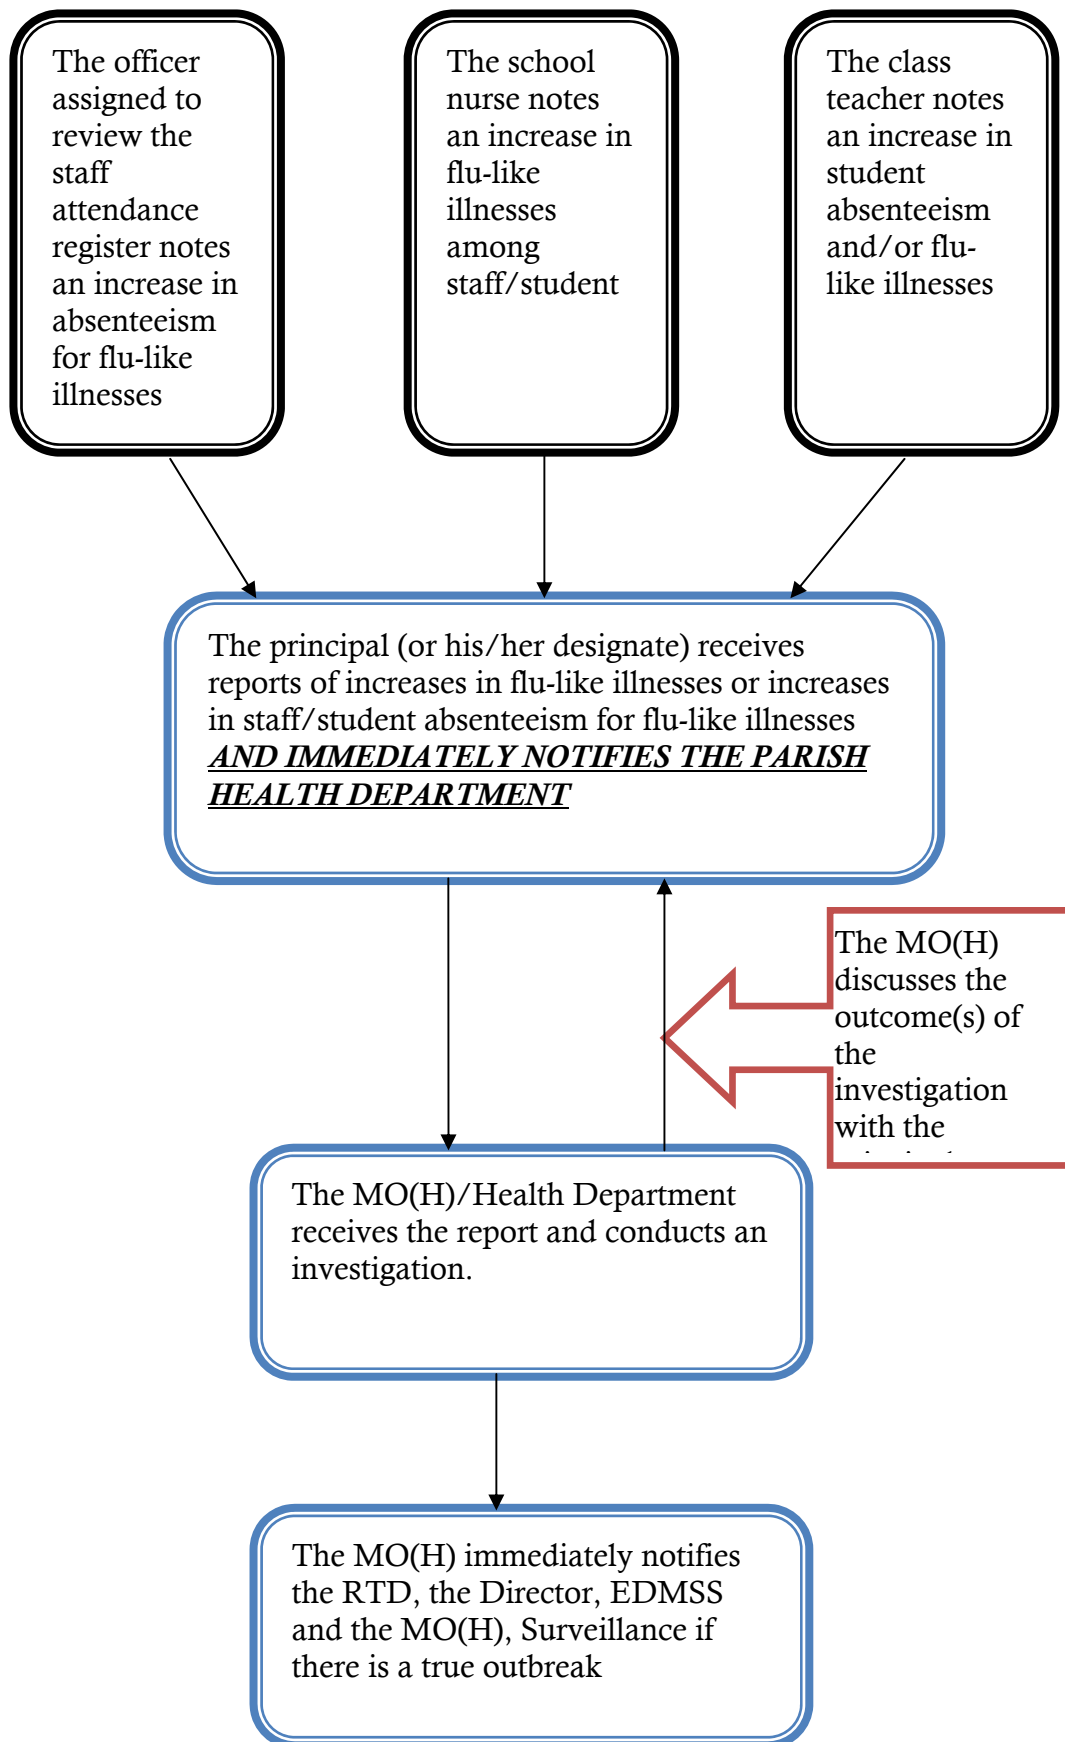 The officer
assigned to
review the
staff
attendance
register notes
an increase in
absenteeism
for flu-like
illnesses
The school
nurse notes
an increase in
flu-like
illnesses
among
staff/student
The class
teacher notes
an increase in
student
absenteeism
and/or flu-
like illnesses
The principal (or his/her designate) receives
reports of increases in flu-like illnesses or increases
in staff/student absenteeism for flu-like illnesses
AND IMMEDIATELY NOTIFIES THE PARISH
HEALTH DEPARTMENT
The MO(H)
discusses the
outcome(s) of
the
investigation
with the
The MO(H)/Health Department
receives the report and conducts an
investigation.
The MO(H) immediately notifies
the RTD, the Director, EDMSS
and the MO(H), Surveillance if
there is a true outbreak